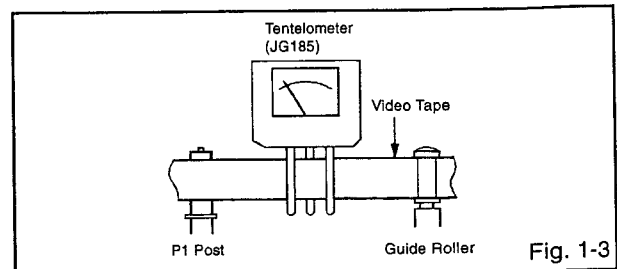 Tentelometer
(JG185)
Video Tape
P1 Post
Guide Roller
Fig. 1-3